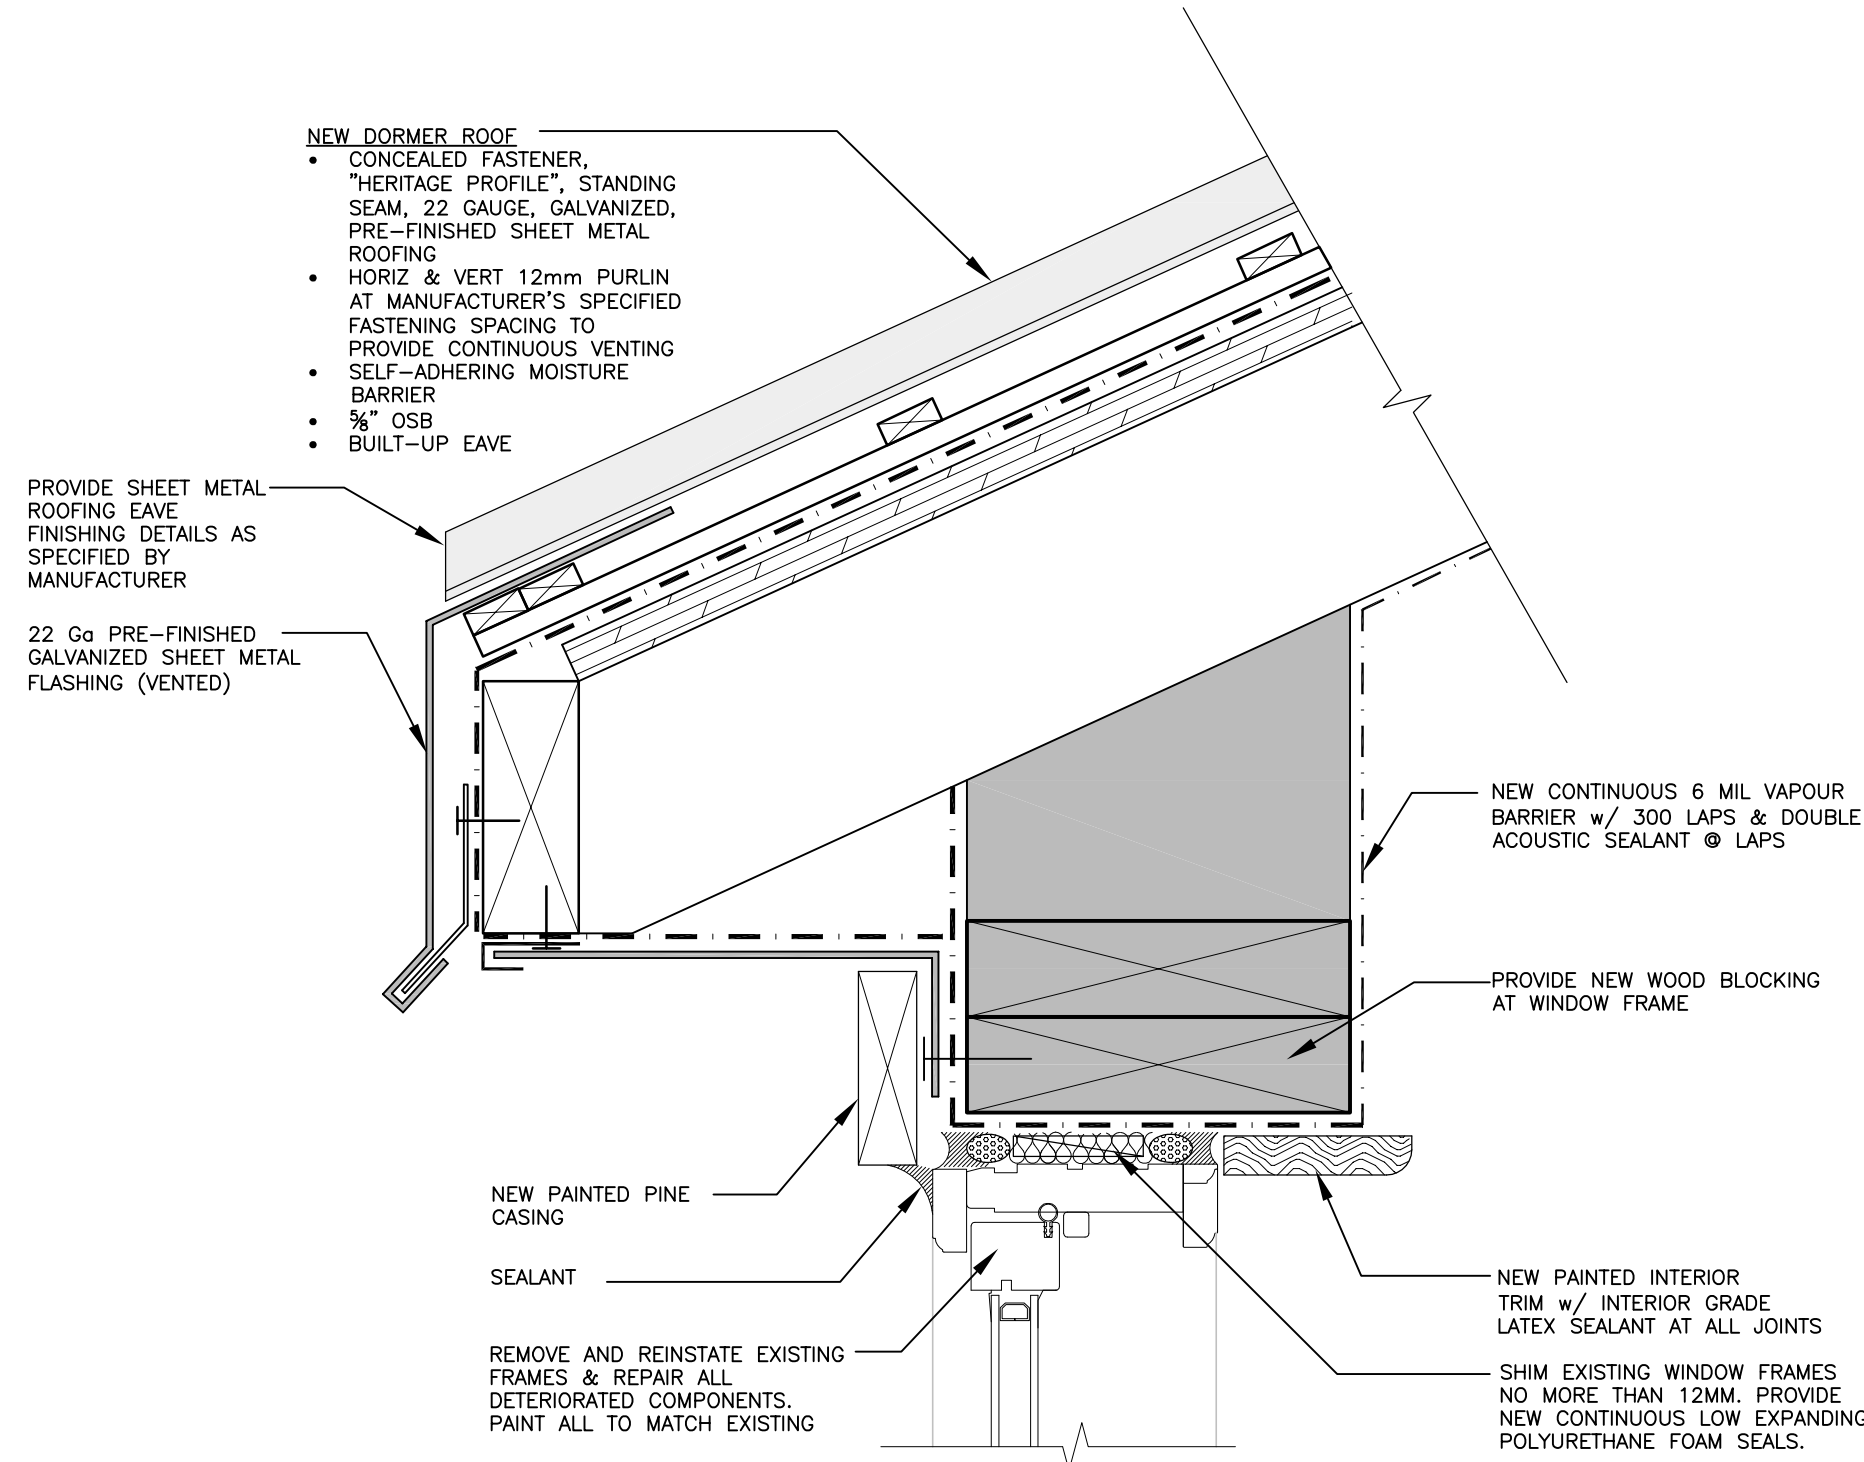 NEW DORMER ROOF
• CONCEALED FASTENER,
"HERITAGE PROFILE", STANDING
SEAM, 22 GAUGE, GALVANIZED,
PRE-FINISHED SHEET METAL
ROOFING
• HORIZ & VERT 12mm PURLIN
AT MANUFACTURER'S SPECIFIED
FASTENING SPACING TO
PROVIDE CONTINUOUS VENTING
• SELF-ADHERING MOISTURE
BARRIER
• ⅝" OSB
• BUILT-UP EAVE
PROVIDE SHEET METAL
ROOFING EAVE
FINISHING DETAILS AS
SPECIFIED BY
MANUFACTURER
22 Ga PRE-FINISHED
GALVANIZED SHEET METAL
FLASHING (VENTED)
NEW CONTINUOUS 6 MIL VAPOUR
BARRIER w/ 300 LAPS & DOUBLE
ACOUSTIC SEALANT @ LAPS
PROVIDE NEW WOOD BLOCKING
AT WINDOW FRAME
NEW PAINTED PINE
CASING
SEALANT
REMOVE AND REINSTATE EXISTING
FRAMES & REPAIR ALL
DETERIORATED COMPONENTS.
PAINT ALL TO MATCH EXISTING
NEW PAINTED INTERIOR
TRIM w/ INTERIOR GRADE
LATEX SEALANT AT ALL JOINTS
SHIM EXISTING WINDOW FRAMES
NO MORE THAN 12MM. PROVIDE
NEW CONTINUOUS LOW EXPANDING
POLYURETHANE FOAM SEALS.